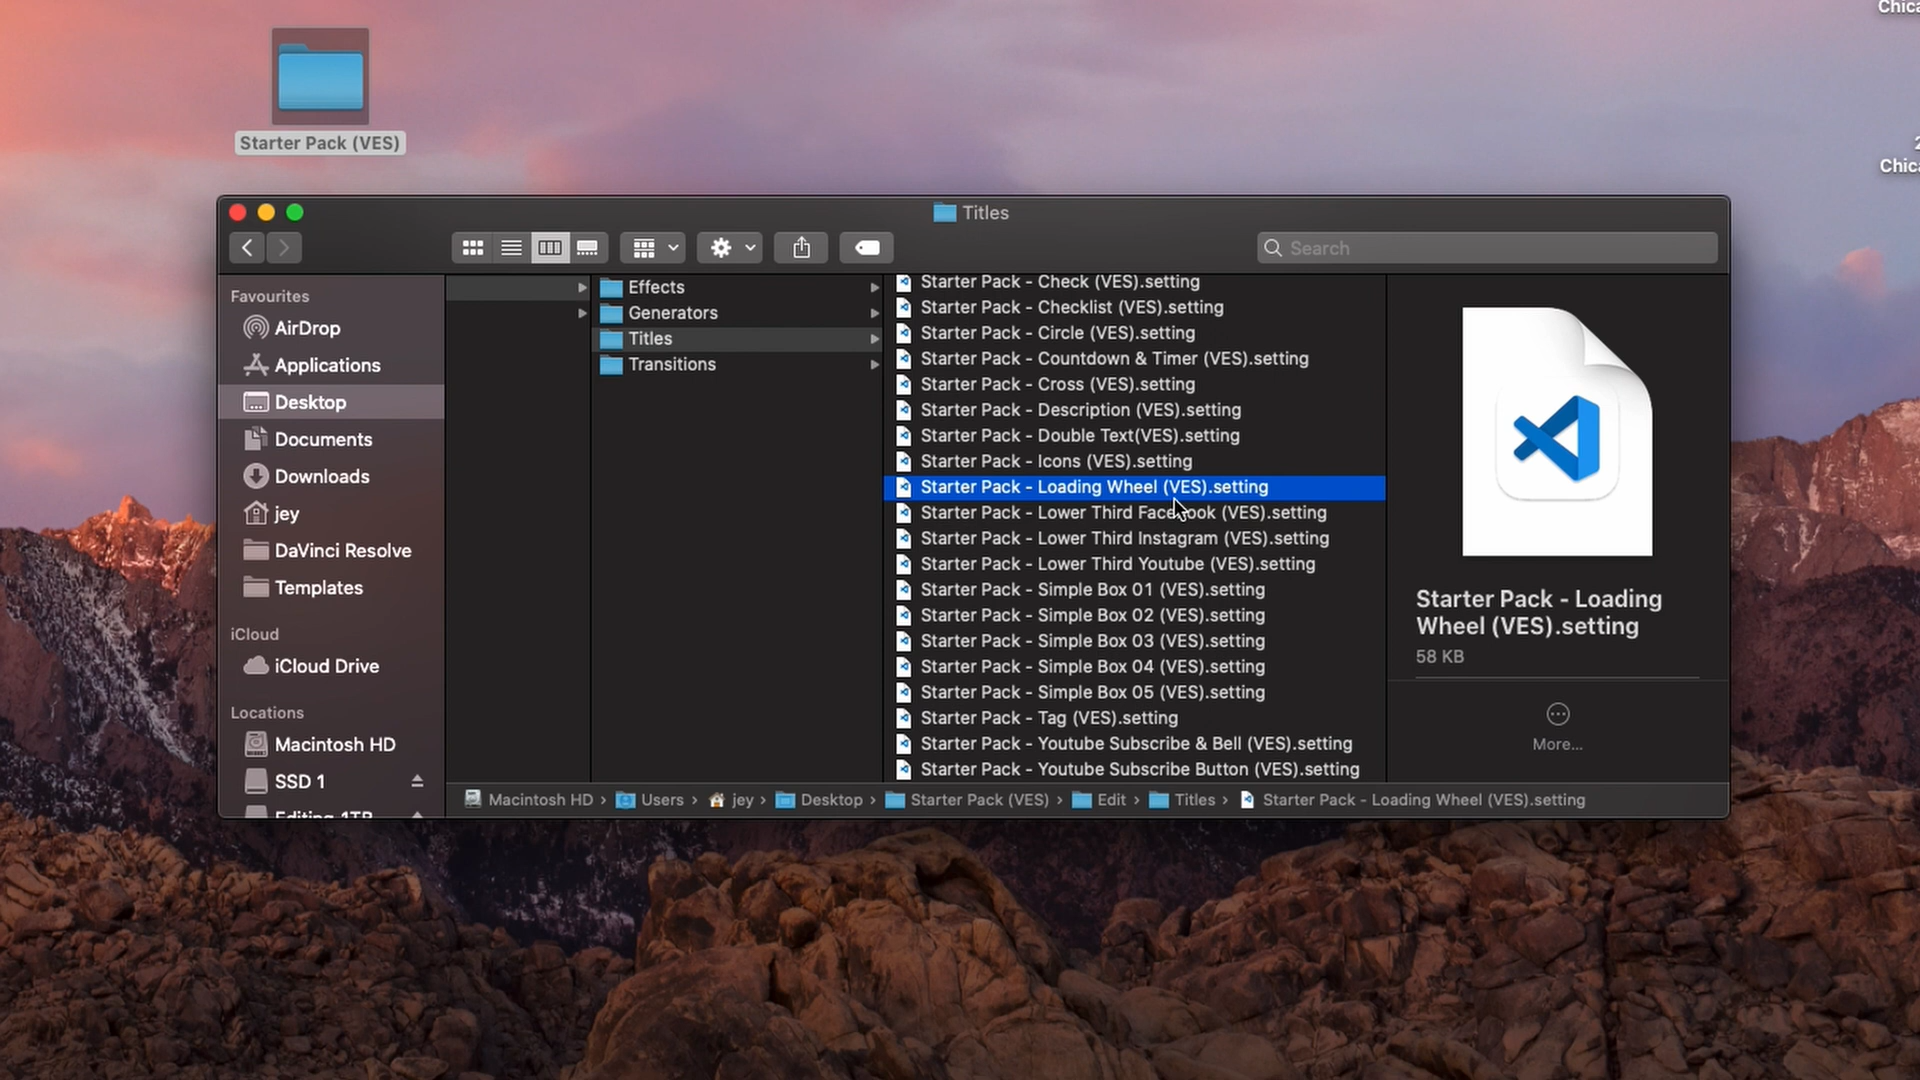 Chica
Starter Pack (VES)
Chica
Titles
Search
Favourites
AirDrop
Applications
Desktop
Documents
Downloads
jey
DaVinci Resolve
Templates
iCloud
iCloud Drive
Locations
Macintosh HD
SSD 1
Editing 1TB
Effects
Generators
Titles
Transitions
Starter Pack - Check (VES).setting
Starter Pack - Checklist (VES).setting
Starter Pack - Circle (VES).setting
Starter Pack - Countdown & Timer (VES).setting
Starter Pack - Cross (VES).setting
Starter Pack - Description (VES).setting
Starter Pack - Double Text(VES).setting
Starter Pack - Icons (VES).setting
Starter Pack - Loading Wheel (VES).setting
Starter Pack - Lower Third Facebook (VES).setting
Starter Pack - Lower Third Instagram (VES).setting
Starter Pack - Lower Third Youtube (VES).setting
Starter Pack - Simple Box 01 (VES).setting
Starter Pack - Simple Box 02 (VES).setting
Starter Pack - Simple Box 03 (VES).setting
Starter Pack - Simple Box 04 (VES).setting
Starter Pack - Simple Box 05 (VES).setting
Starter Pack - Tag (VES).setting
Starter Pack - Youtube Subscribe & Bell (VES).setting
Starter Pack - Youtube Subscribe Button (VES).setting
Starter Pack - Loading
Wheel (VES).setting
58 KB
More...
Macintosh HD › Users › jey › Desktop › Starter Pack (VES) › Edit › Titles › Starter Pack - Loading Wheel (VES).setting